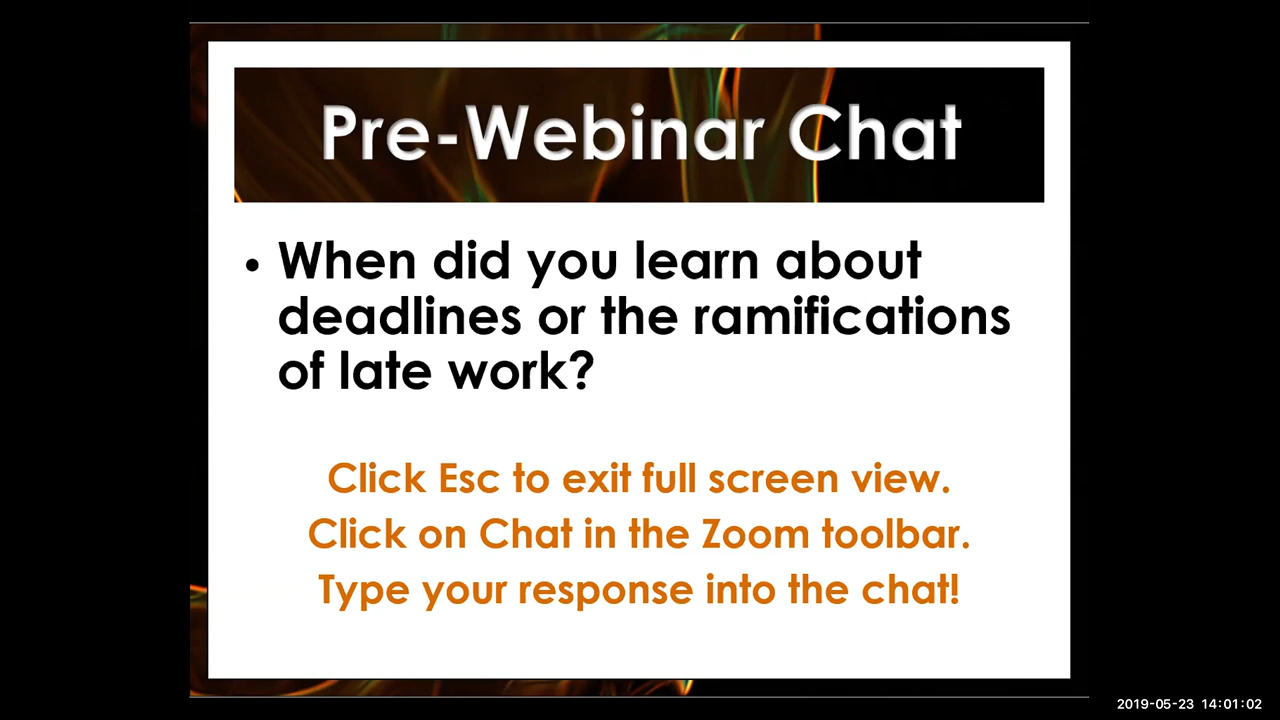 Pre-Webinar Chat
• When did you learn about
deadlines or the ramifications
of late work?
Click Esc to exit full screen view.
Click on Chat in the Zoom toolbar.
Type your response into the chat!
2019-05-23 14:01:02